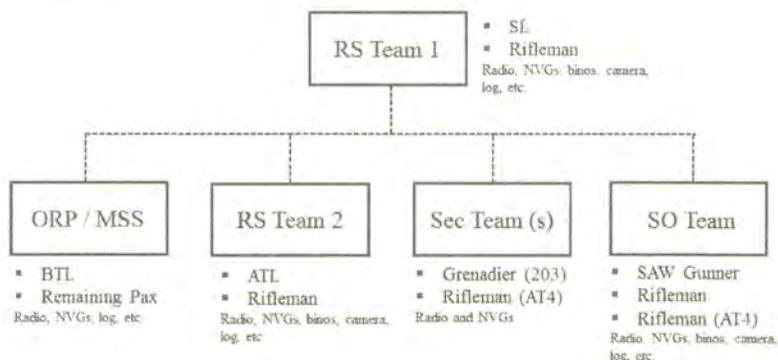 RS Team 1
▪ SL
▪ Rifleman
Radio, NVGs, binos, camera,
log, etc
ORP / MSS
▪ BTL
▪ Remaining Pax
Radio, NVGs, log, etc
RS Team 2
▪ ATL
▪ Rifleman
Radio, NVGs, binos, camera,
log, etc
Sec Team (s)
▪ Grenadier (203)
▪ Rifleman (AT4)
Radio and NVGs
SO Team
▪ SAW Gunner
▪ Rifleman
▪ Rifleman (AT4)
Radio, NVGs, binos, camera,
log, etc.